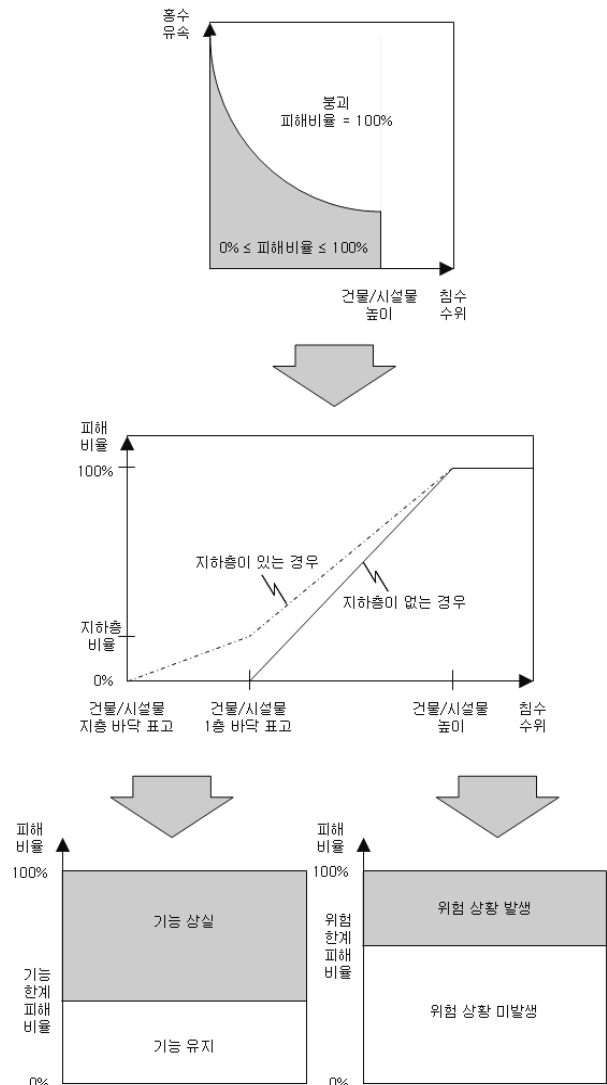 홍수
유속
붕괴
피해비율 = 100%
0% ≤ 피해비율 ≤ 100%
건물/시설물
높이
침수
수위
피해
비율
100%
지하층이 있는 경우
지하층이 없는 경우
지하층
비율
0%
건물/시설물
지층 바닥 표고
건물/시설물
1층 바닥 표고
건물/시설물
높이
침수
수위
피해
비율
100%
기능 상실
기능
한계
피해
비율
기능 유지
0%
피해
비율
100%
위험 상황 발생
위험
한계
피해
비율
위험 상황 미발생
0%